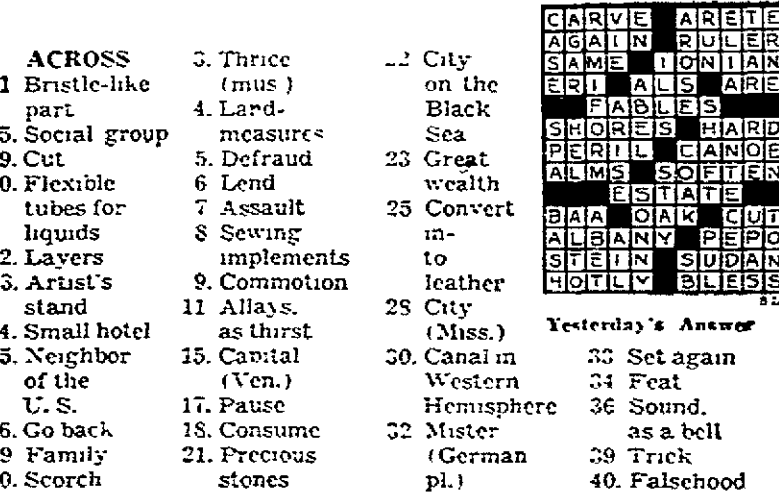 ACROSS
1 Bristle-like
part
5. Social group
9. Cut
0. Flexible
tubes for
liquids
2. Layers
3. Artist's
stand
4. Small hotel
5. Neighbor
of the
U. S.
6. Go back
9 Family
0. Scorch
3. Thrice
(mus )
4. Land-
measures
5. Defraud
6 Lend
7 Assault
8 Sewing
implements
9. Commotion
11 Allays,
as thirst
15. Capital
(Ven.)
17. Pause
18. Consume
21. Precious
stones
22 City
on the
Black
Sea
23 Great
wealth
25 Convert
in-
to
leather
28 City
(Miss.)
30. Canal in
Western
Hemisphere
32 Mister
(German
pl.)
CARVE ARETE
AGAIN RULER
SAME IONIAN
ERI ALS ARE
FABLES
SHORES HARD
PERIL CANOE
ALMS SOFTEN
ESTATE
BAA OAK CUT
ALBANY PEPO
STEIN SUDAN
HOTLY BLESS
Yesterday's Answer
33 Set again
34 Feat
36 Sound,
as a bell
39 Trick
40. Falsehood